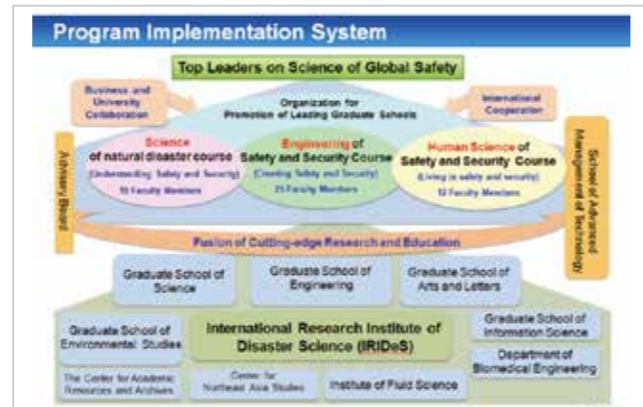 Program Implementation System
Top Leaders on Science of Global Safety
Business and
University
Collaboration
Organization for
Promotion of Leading Graduate Schools
International
Cooperation
Science
of natural disaster course
(Understanding Safety and Security)
Faculty Members
Engineering of
Safety and Security Course
(Creating Safety and Security)
25 Faculty Members
Human Science of
Safety and Security Course
(Living in safety and security)
12 Faculty Members
Advisory Board
School of Advanced
Management of Technology
Fusion of Cutting-edge Research and Education
Graduate School of
Science
Graduate School of
Engineering
Graduate School of
Arts and Letters
Graduate School of
Environmental Studies
International Research Institute of
Disaster Science (IRIDeS)
Graduate School of
Information Science
Department of
Biomedical Engineering
The Center for Academic
Resources and Archives
Center for
Northeast Asia Studies
Institute of Fluid Science